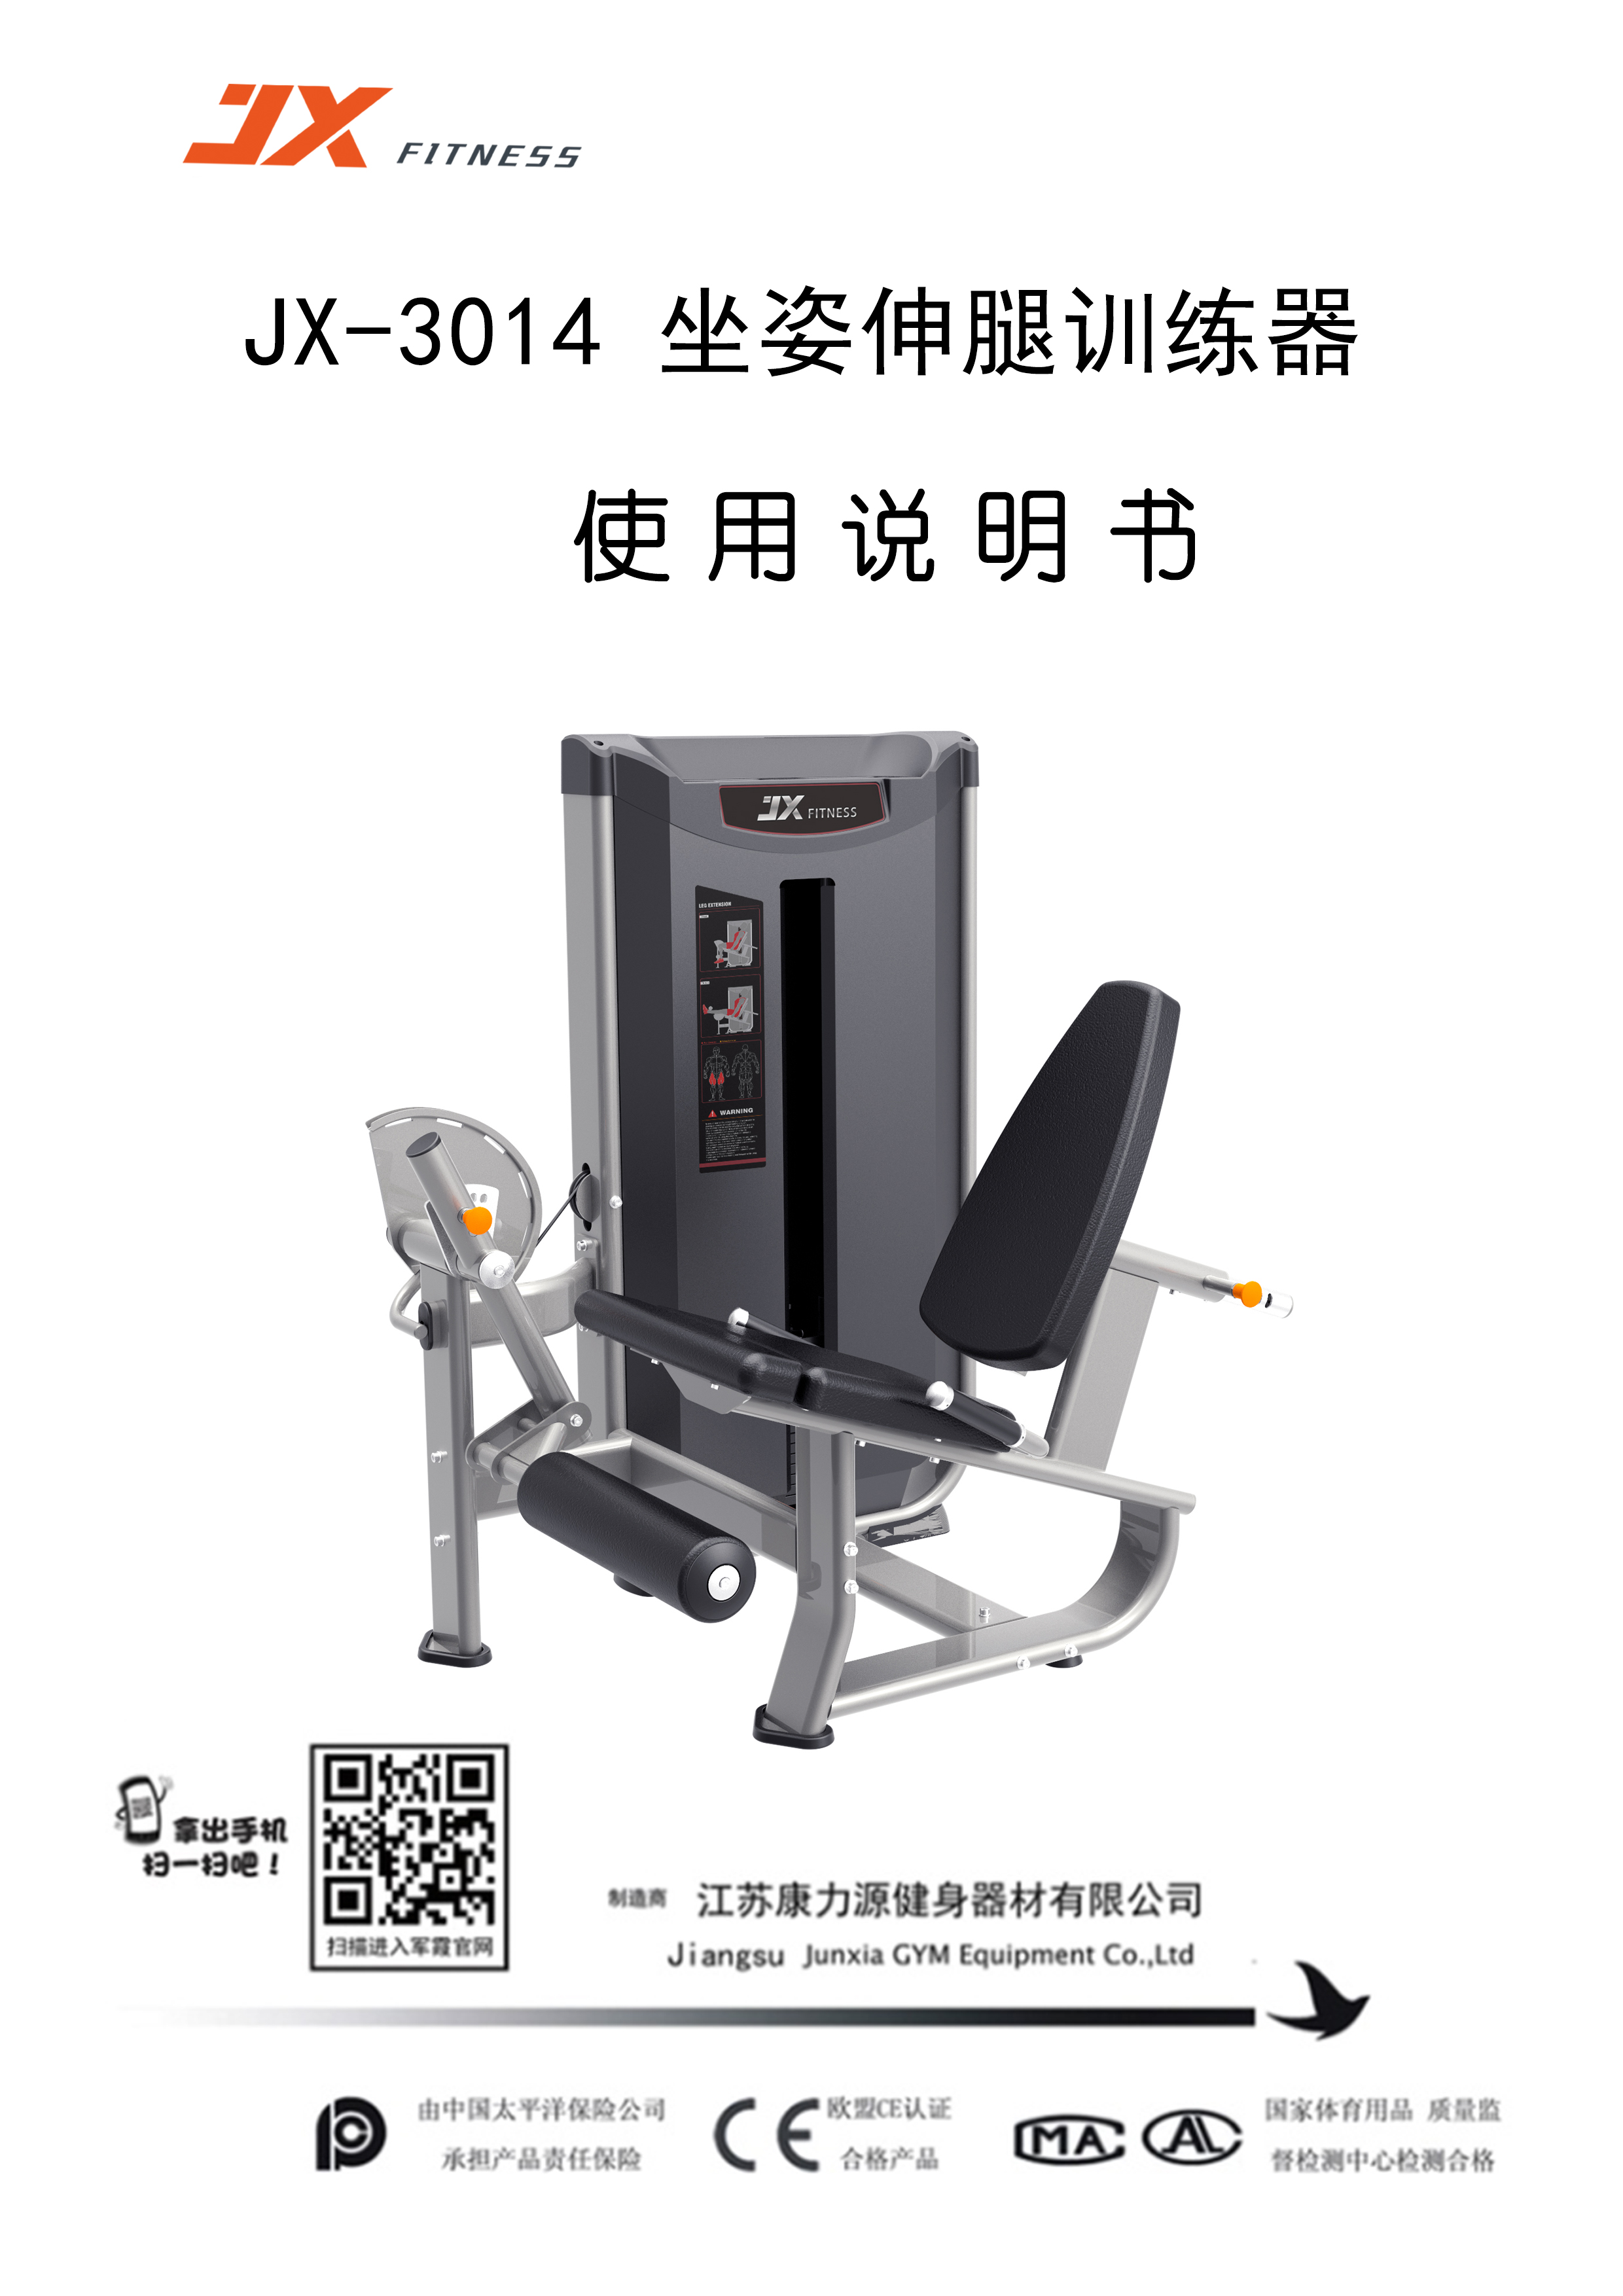 JX FITNESS
JX-3014 坐姿伸腿训练器
使用说明书
JX FITNESS
LEG EXTENSION
WARNING
拿出手机
扫一扫吧！
扫描进入军霞官网
制造商 江苏康力源健身器材有限公司
Jiangsu Junxia GYM Equipment Co.,Ltd
由中国太平洋保险公司
承担产品责任保险
CE 欧盟CE认证
合格产品
MA AL 国家体育用品 质量监
督检测中心检测合格